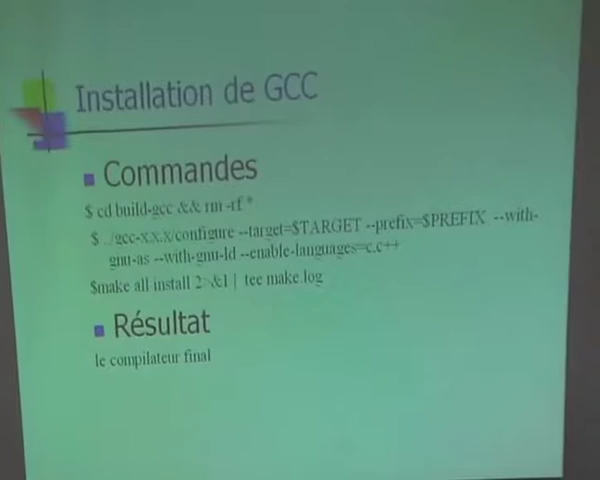 Installation de GCC
Commandes
$ cd build-gcc && rm -rf *
$ ../gcc-x.x.x/configure --target=$TARGET --prefix=$PREFIX --with-
gnu-as --with-gnu-ld --enable-languages=c,c++
$make all install 2>&1 | tee make.log
Résultat
le compilateur final